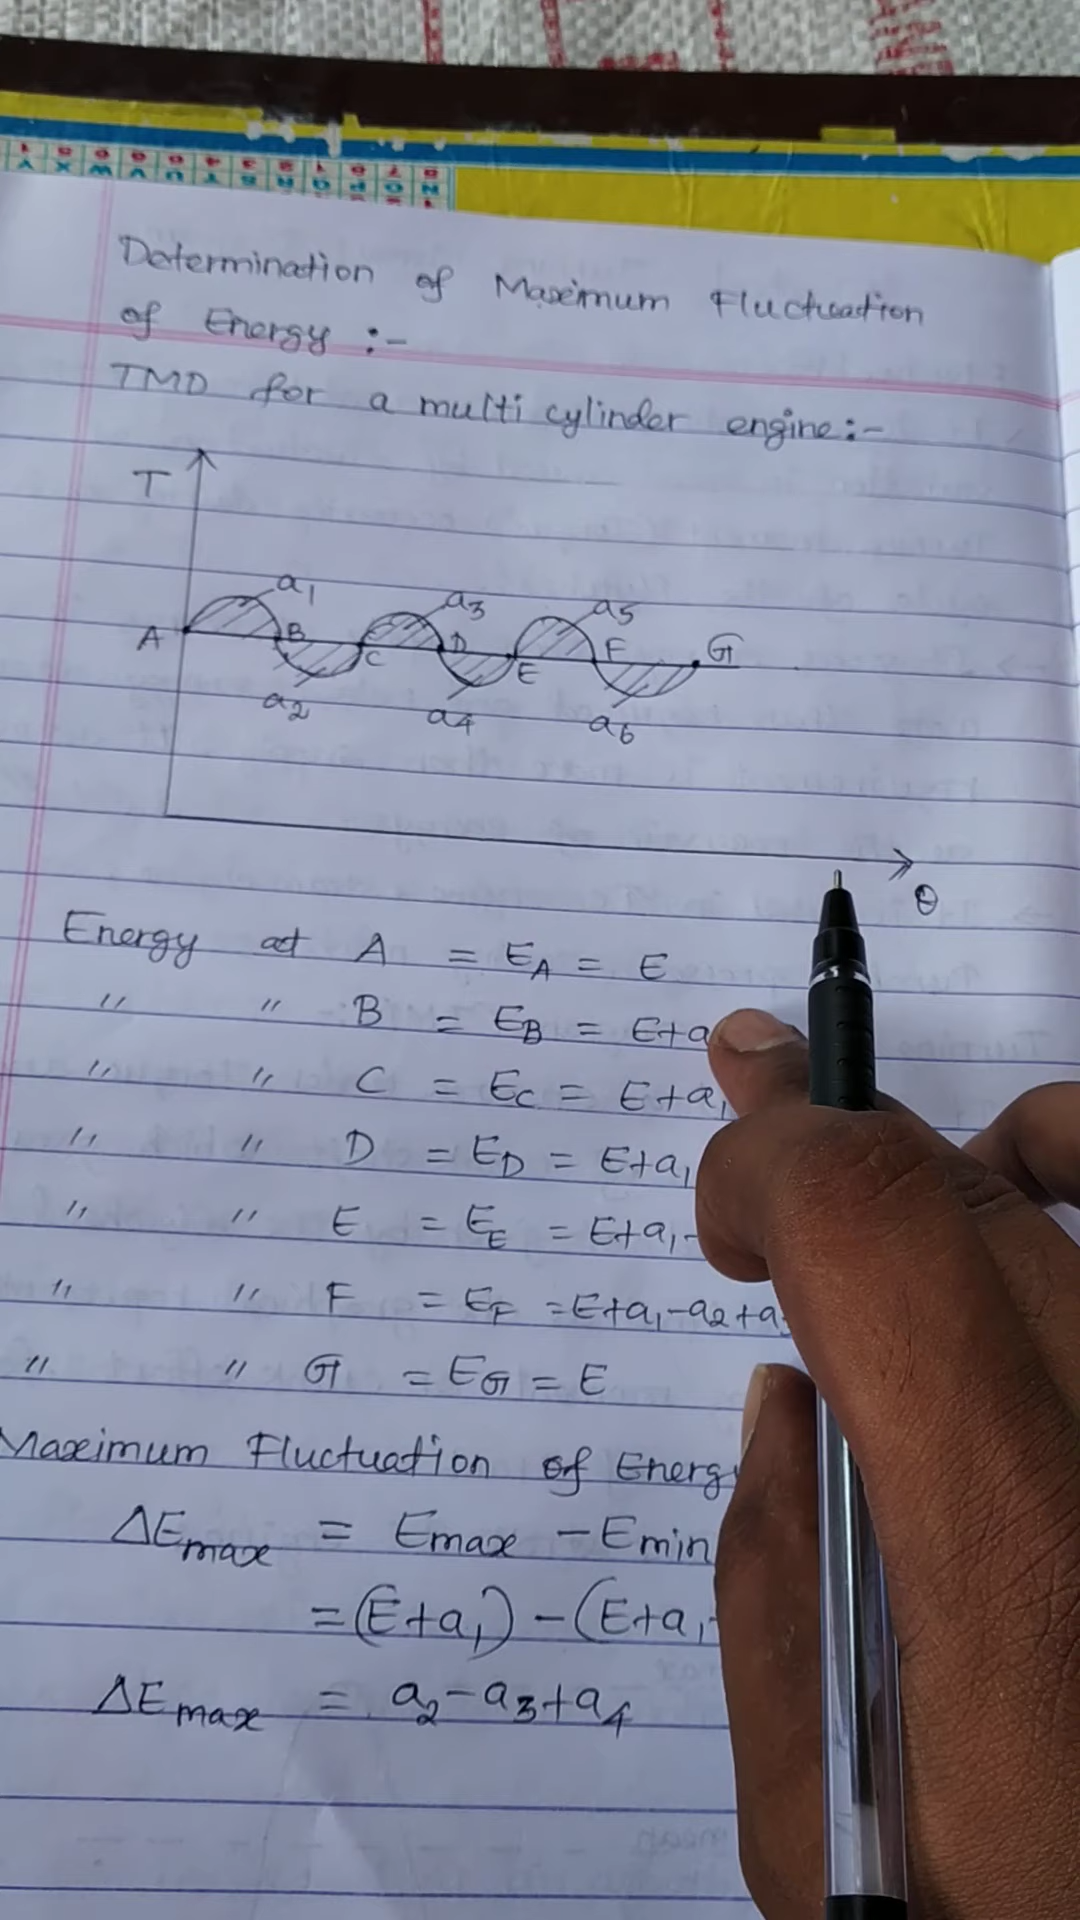 Determination of Maximum Fluctuation
of Energy :-
TMD for a multi cylinder engine:-
T
a1
a3
a5
A
B
C
D
E
F
G
a2
a4
a6
θ
Energy at A = EA = E
" " B = EB = E+a
" " C = EC = E+a1
" " D = ED = E+a1
" " E = EE = E+a1-
" " F = EF = E+a1-a2+a3
" " G = EG = E
Maximum Fluctuation of Energy
ΔEmax = Emax - Emin
=(E+a1) - (E+a1-
ΔEmax = a2-a3+a4